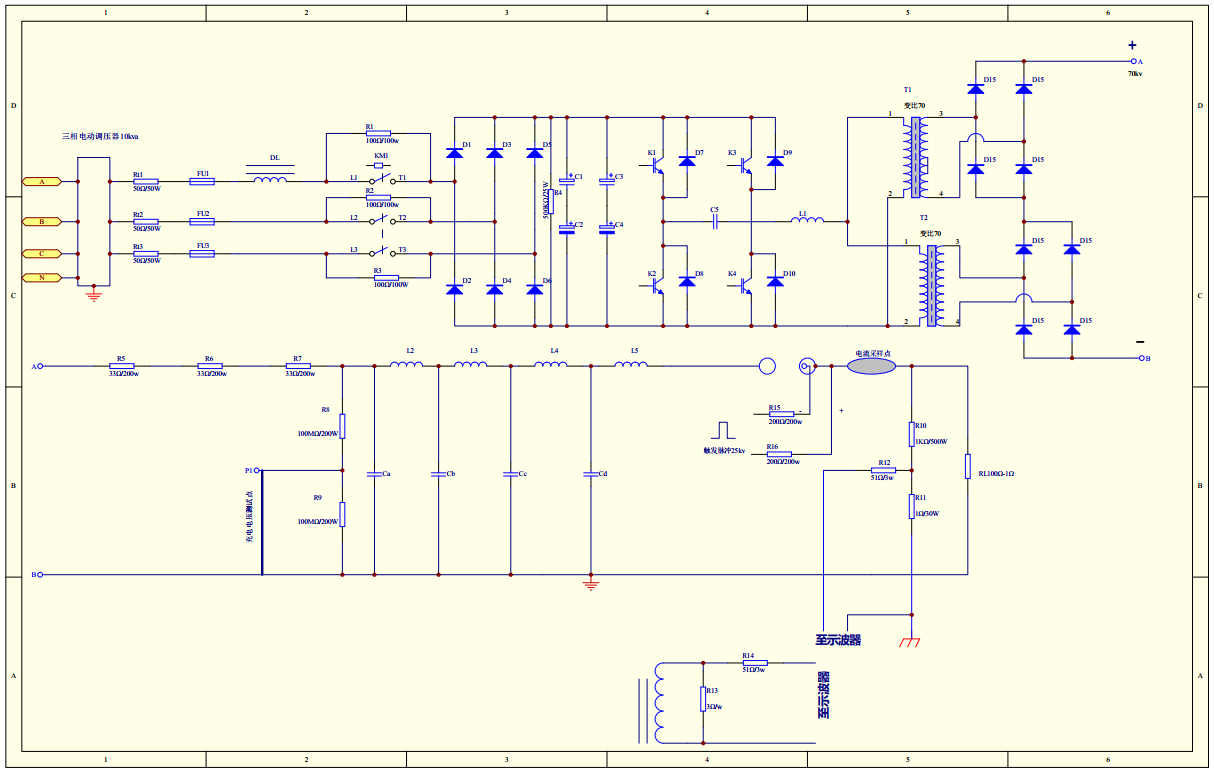 1 2 3 4 5 6
D
D
三相电动调压器10kva
A
B
C
N
Rt1
50Ω/50W
Rt2
50Ω/50W
Rt3
50Ω/50W
FU1
FU2
FU3
DL
R1
100Ω/100w
KM1
L1 T1
R2
100Ω/100w
L2 T2
L3 T3
R3
100Ω/100W
D1 D3 D5
D2 D4 D6
R4
C1
C2
C3
C4
K1 D7
K3 D9
K2 D8
K4 D10
C5
L1
T1
变比70
1 3
2 4
T2
变比70
1 3
2 4
D15 D15
D15 D15
D15 D15
D15 D15
+
A
70kv
−
B
C
C
A
R5
33Ω/200w
R6
33Ω/200w
R7
33Ω/200w
L2 L3 L4 L5
电流采样点
R8
100MΩ/200W
P1
充电电压测试点
R9
100MΩ/200W
Ca Cb Cc Cd
触发脉冲25kv
R15
200Ω/200w
-
+
R16
200Ω/200w
R10
1KΩ/500W
R12
51Ω/3w
R11
1Ω/30W
RL100Ω-1Ω
B
B
B
至示波器
R14
51Ω/3w
R13
3Ω/w
至示波器
A
A
1 2 3 4 5 6